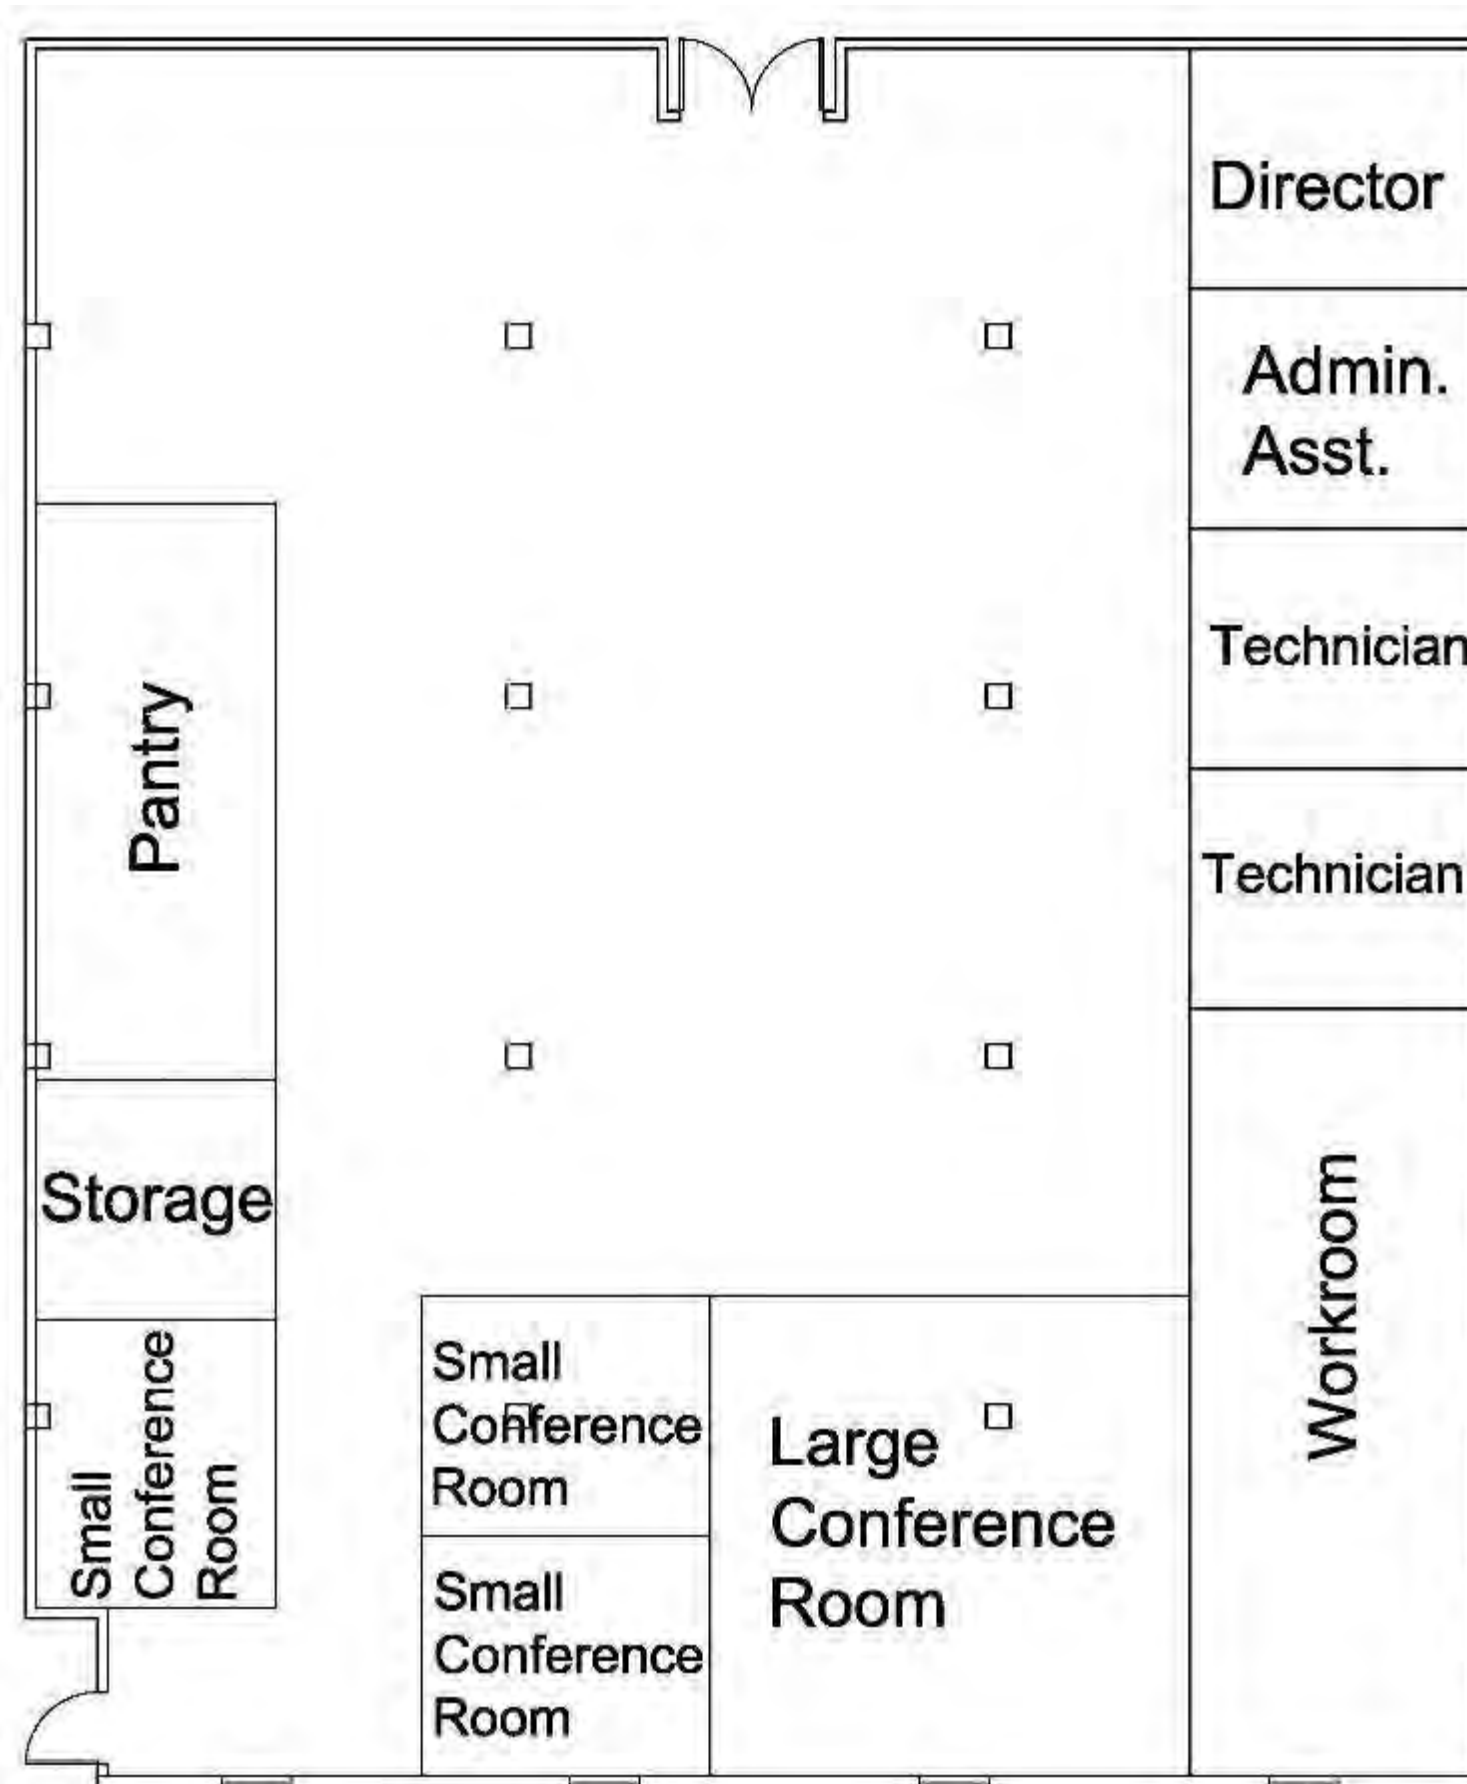 Director
Admin.
Asst.
Technician
Technician
Pantry
Storage
Workroom
Small
Conference
Room
Small
Conference
Room
Large
Conference
Room
Small
Conference
Room